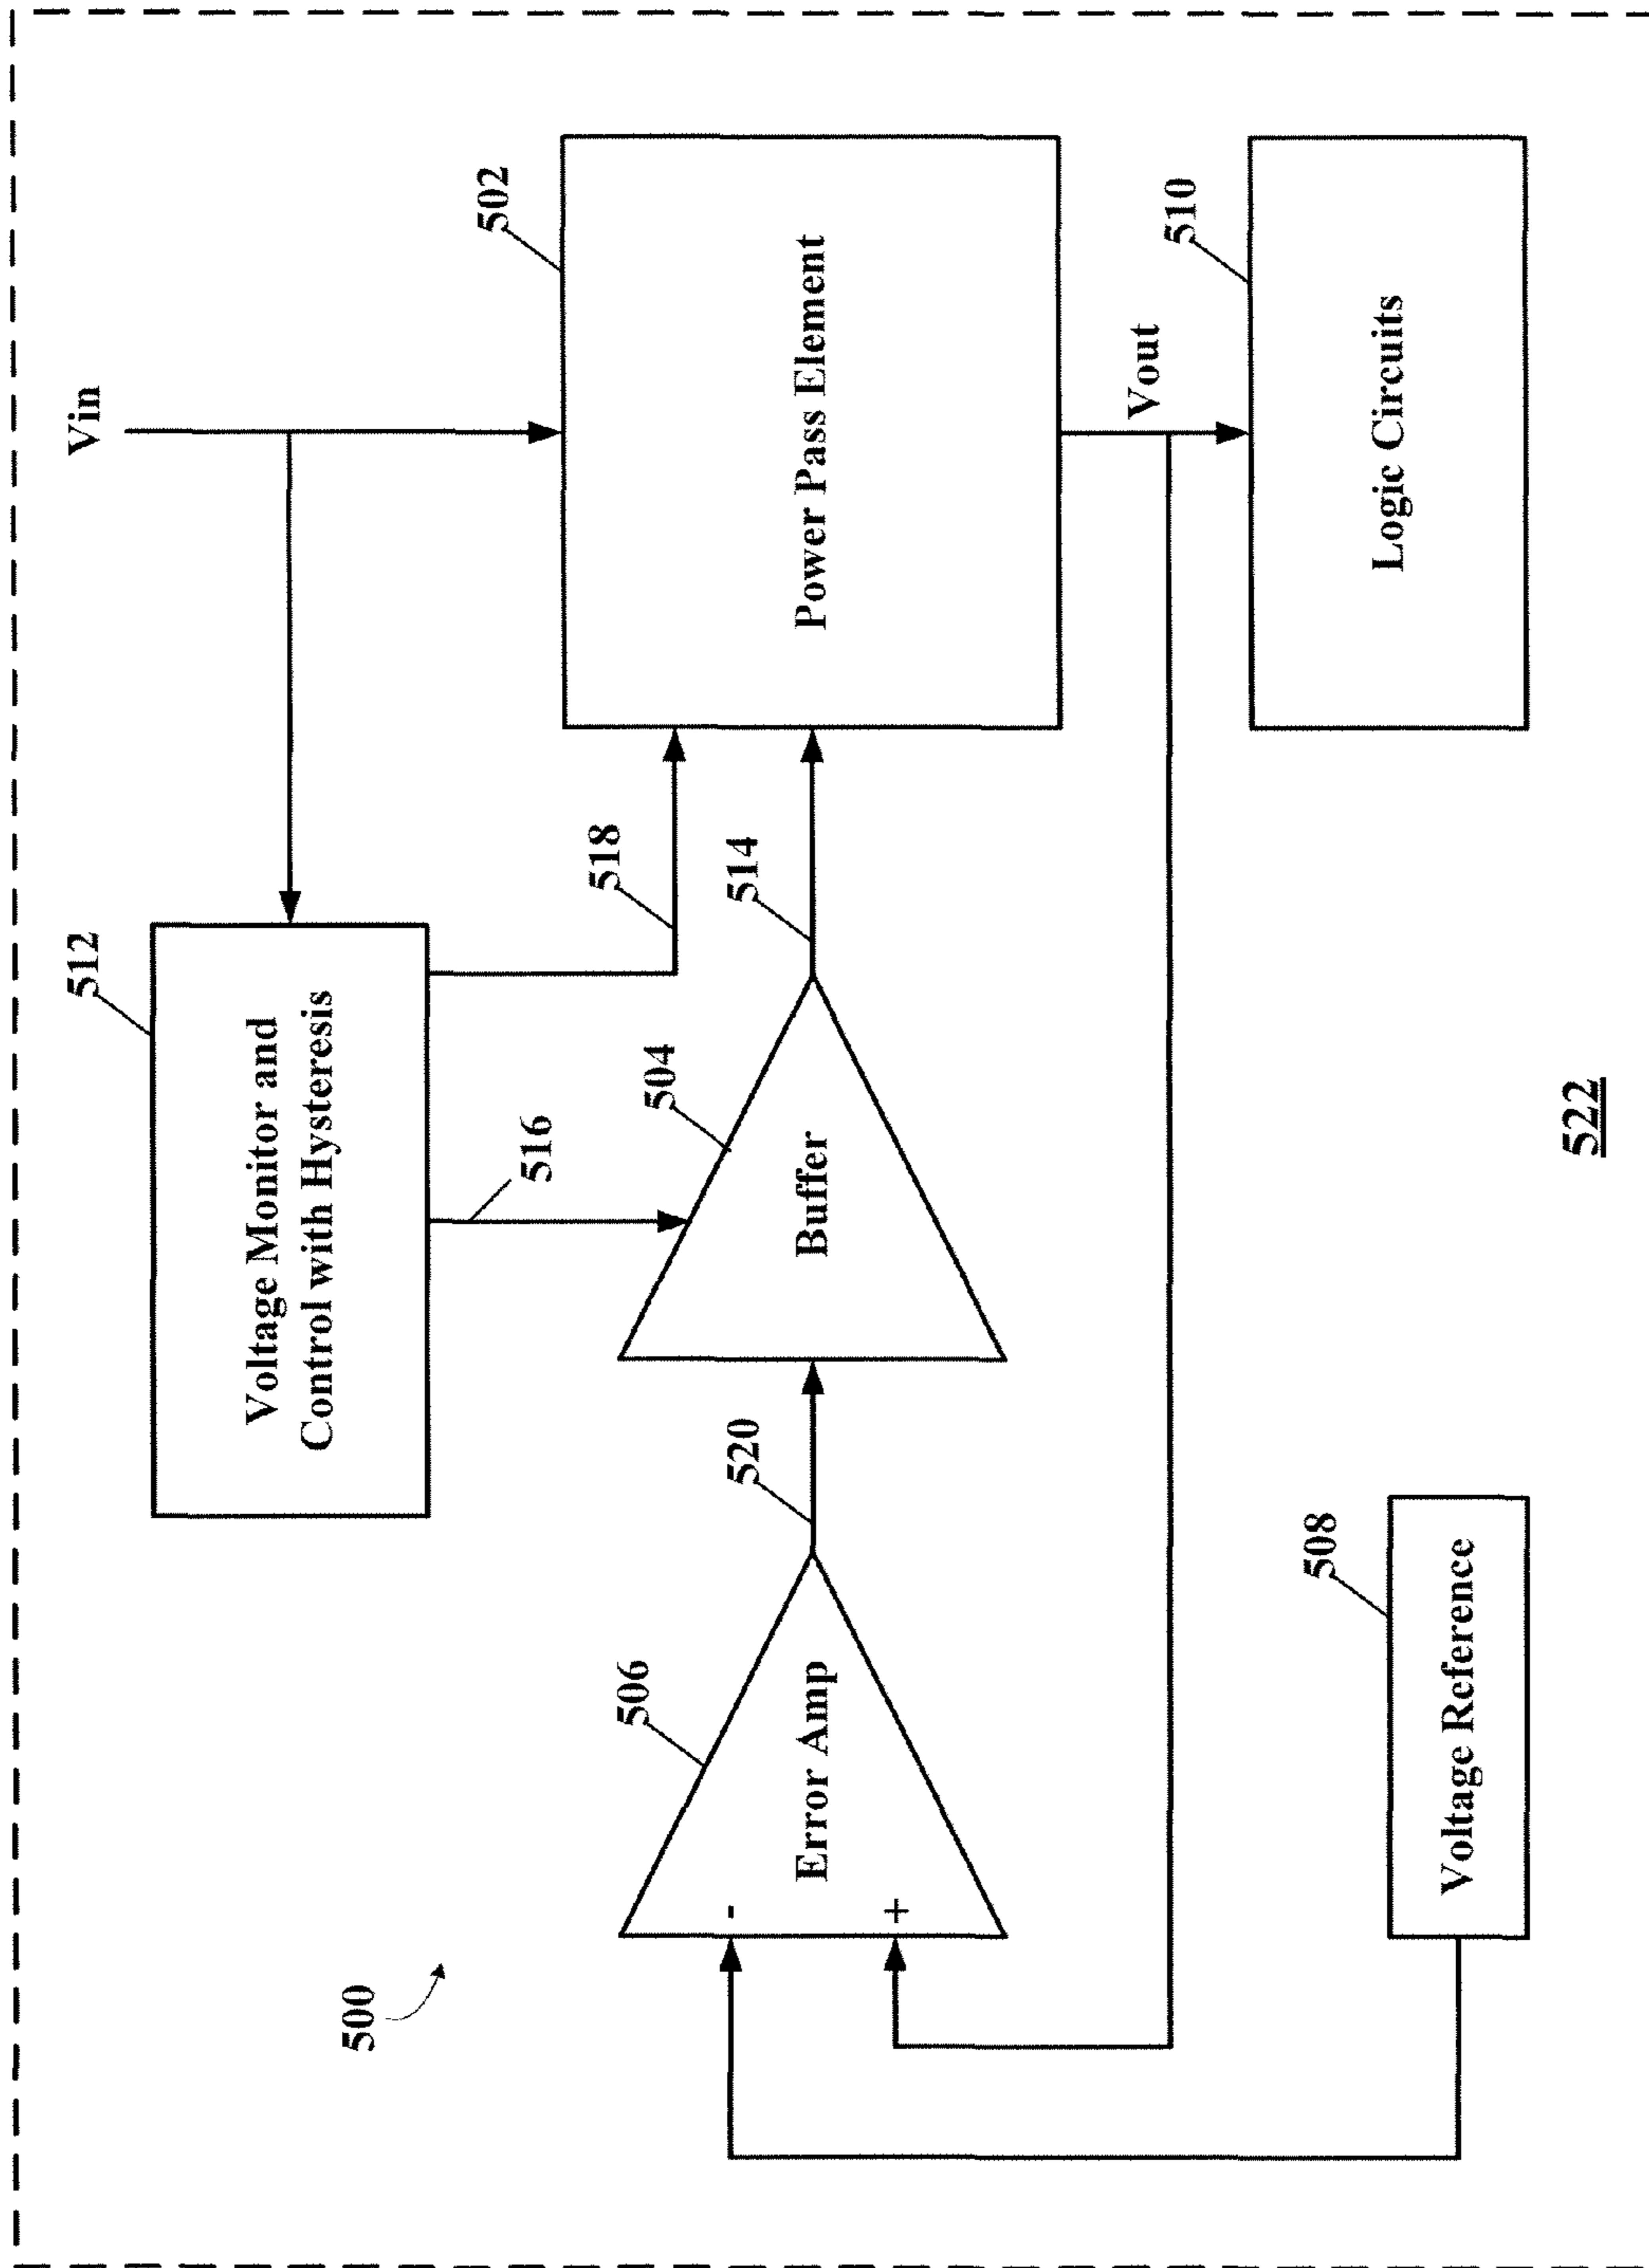 Vin
512
Voltage Monitor and
Control with Hysteresis
502
500
516
518
506
504
520
514
-
+
Error Amp
Buffer
Power Pass Element
Vout
508
510
Voltage Reference
Logic Circuits
522